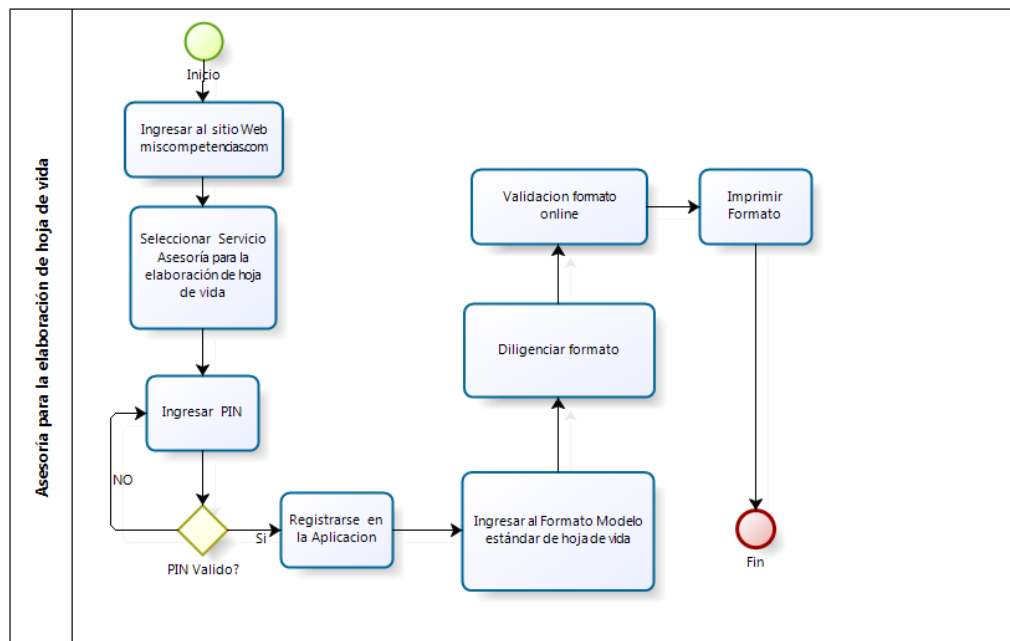 Asesoría para la elaboración de hoja de vida
Inicio
Ingresar al sitio Web
miscompetencias.com
Seleccionar Servicio
Asesoría para la
elaboración de hoja
de vida
Ingresar PIN
NO
PIN Valido?
Si
Registrarse en
la Aplicacion
Ingresar al Formato Modelo
estándar de hoja de vida
Diligenciar formato
Validacion formato
online
Imprimir
Formato
Fin